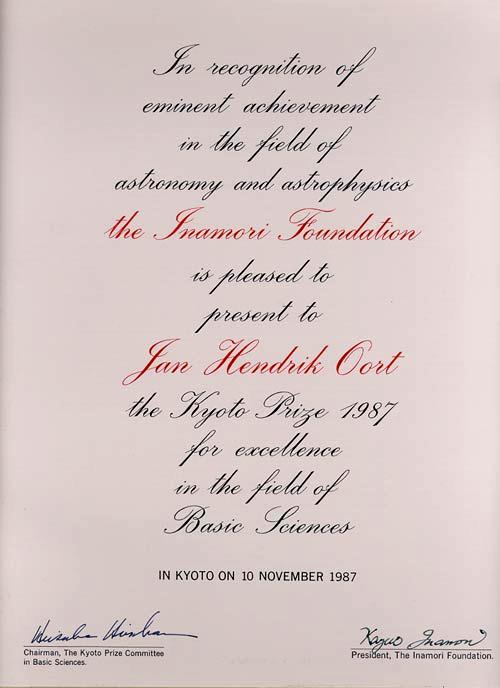 In recognition of
eminent achievement
in the field of
astronomy and astrophysics
the Inamori Foundation
is pleased to
present to
Jan Hendrik Oort
the Kyoto Prize 1987
for excellence
in the field of
Basic Sciences
IN KYOTO ON 10 NOVEMBER 1987
Chairman, The Kyoto Prize Committee
in Basic Sciences.
Kazuo Inamori
President, The Inamori Foundation.